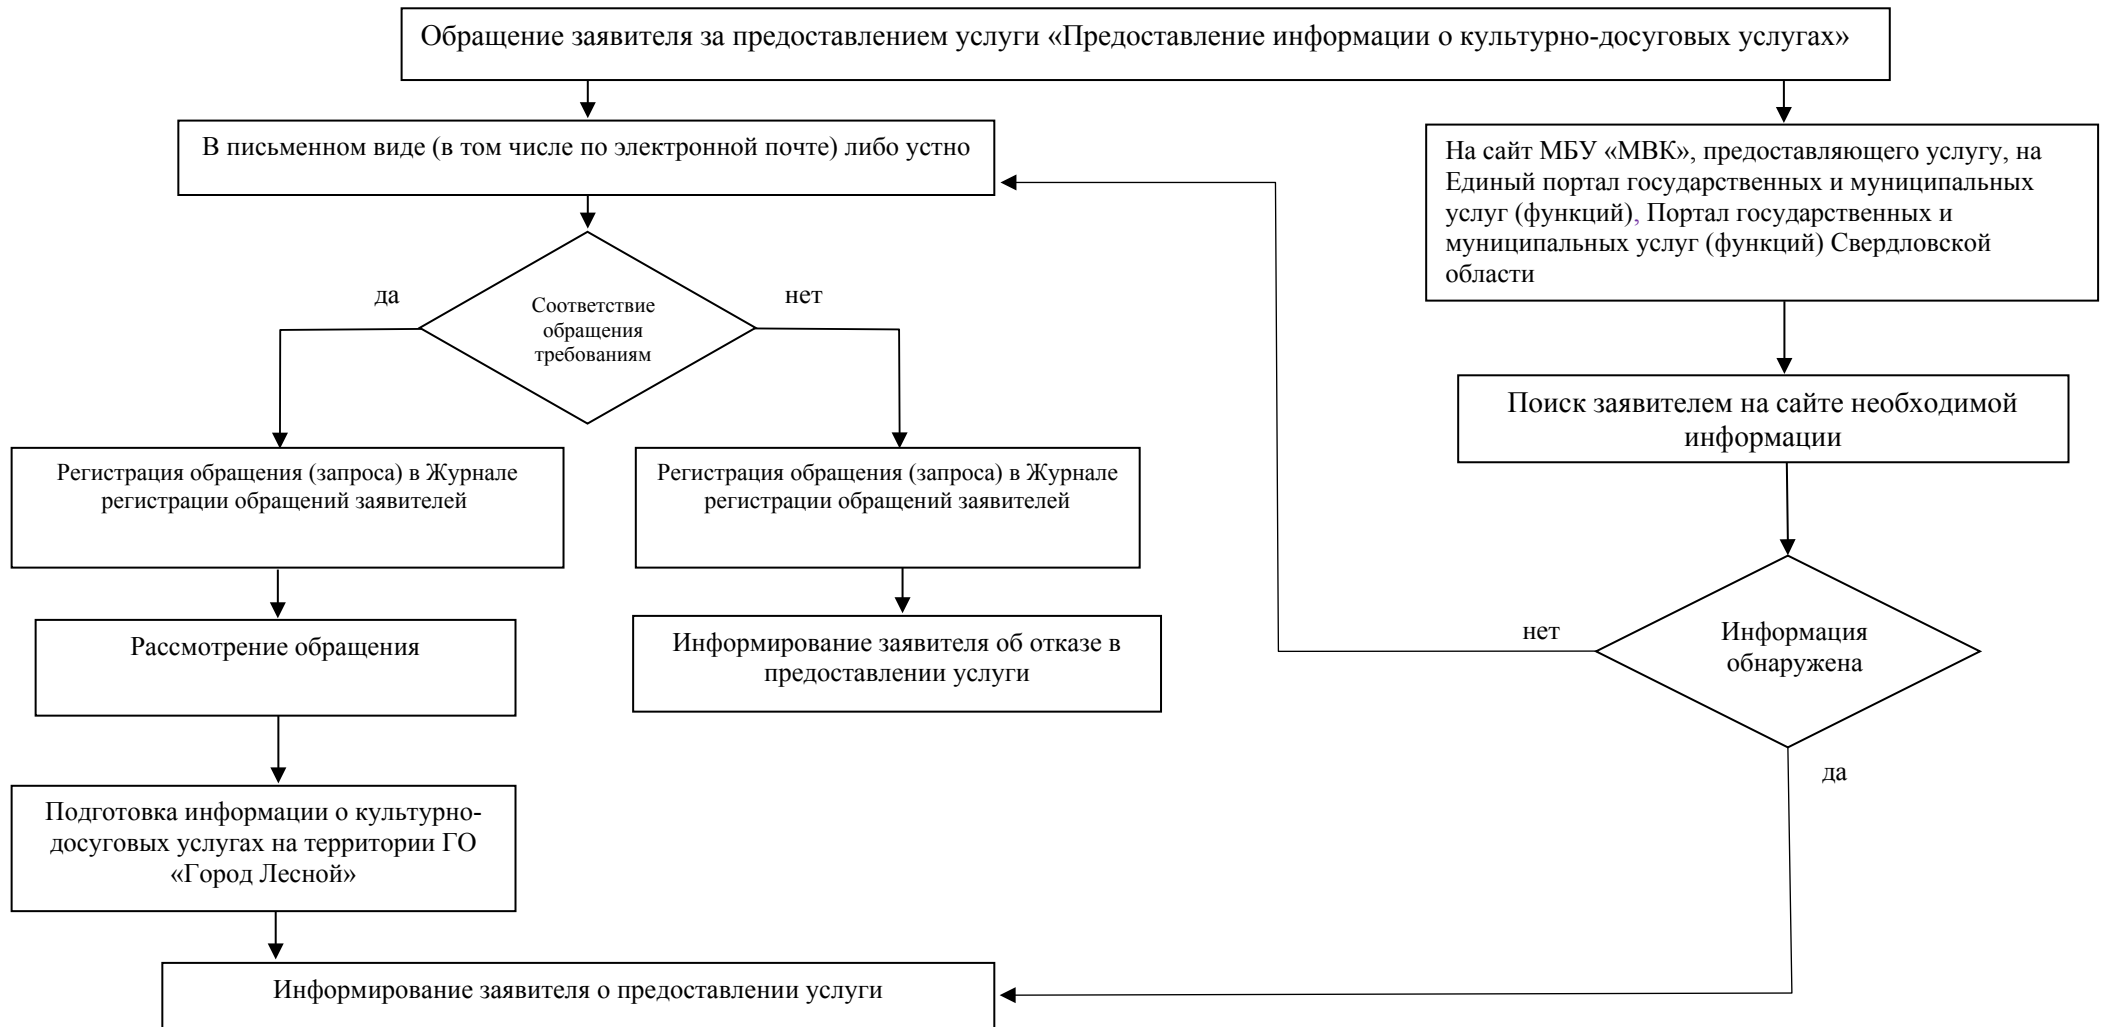 Обращение заявителя за предоставлением услуги «Предоставление информации о культурно-досуговых услугах»
В письменном виде (в том числе по электронной почте) либо устно
На сайт МБУ «МВК», предоставляющего услугу, на
Единый портал государственных и муниципальных
услуг (функций), Портал государственных и
муниципальных услуг (функций) Свердловской
области
да
нет
Соответствие
обращения
требованиям
Поиск заявителем на сайте необходимой
информации
Регистрация обращения (запроса) в Журнале
регистрации обращений заявителей
Регистрация обращения (запроса) в Журнале
регистрации обращений заявителей
Рассмотрение обращения
Информирование заявителя об отказе в
предоставлении услуги
нет
Информация
обнаружена
да
Подготовка информации о культурно-
досуговых услугах на территории ГО
«Город Лесной»
Информирование заявителя о предоставлении услуги